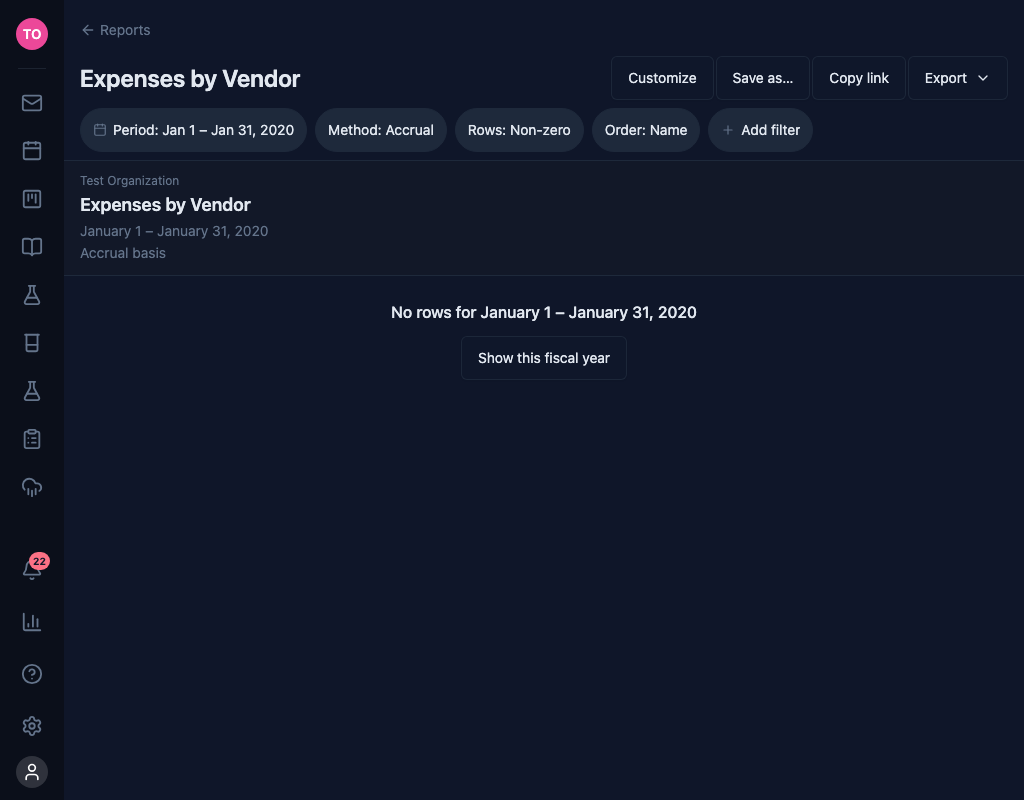 TO
Reports
Expenses by Vendor
Customize
Save as...
Copy link
Export
Period: Jan 1 – Jan 31, 2020
Method: Accrual
Rows: Non-zero
Order: Name
Add filter
Test Organization
Expenses by Vendor
January 1 – January 31, 2020
Accrual basis
No rows for January 1 – January 31, 2020
Show this fiscal year
22